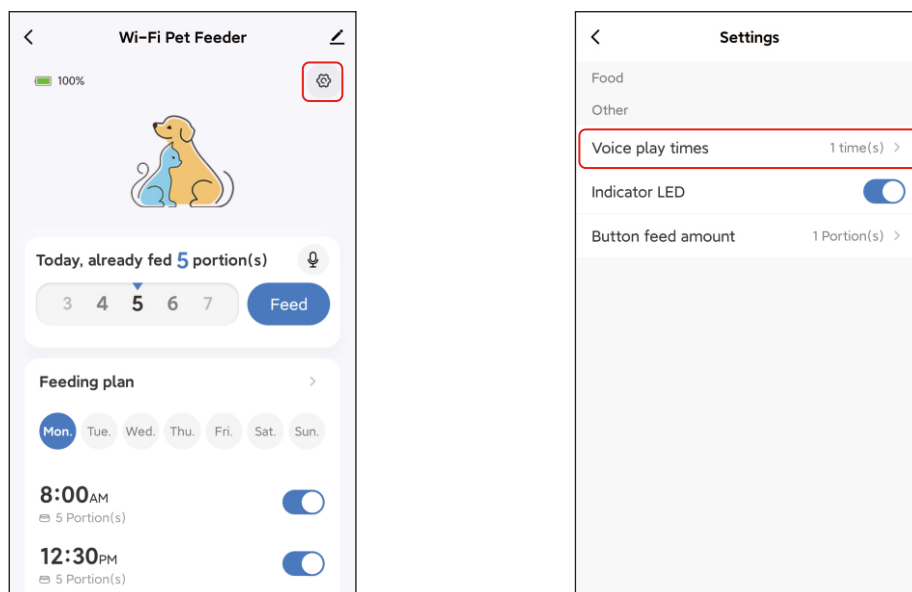 Wi-Fi Pet Feeder
100%
Today, already fed 5 portion(s)
3 4 5 6 7 Feed
Feeding plan
Mon. Tue. Wed. Thu. Fri. Sat. Sun.
8:00AM
5 Portion(s)
12:30PM
5 Portion(s)
Settings
Food
Other
Voice play times 1 time(s)
Indicator LED
Button feed amount 1 Portion(s)